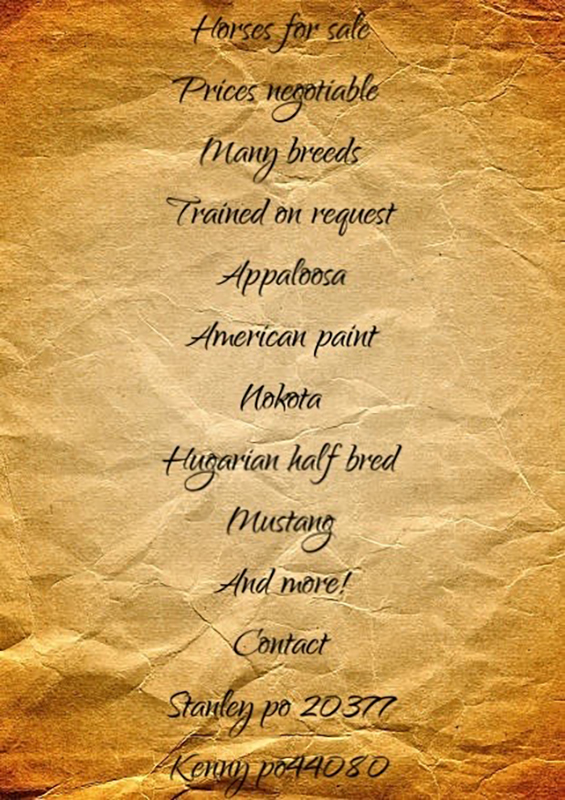 Horses for sale
Prices negotiable
Many breeds
Trained on request
Appaloosa
American paint
Nokota
Hugarian half bred
Mustang
And more!
Contact
Stanley po 20377
Kenny po44080